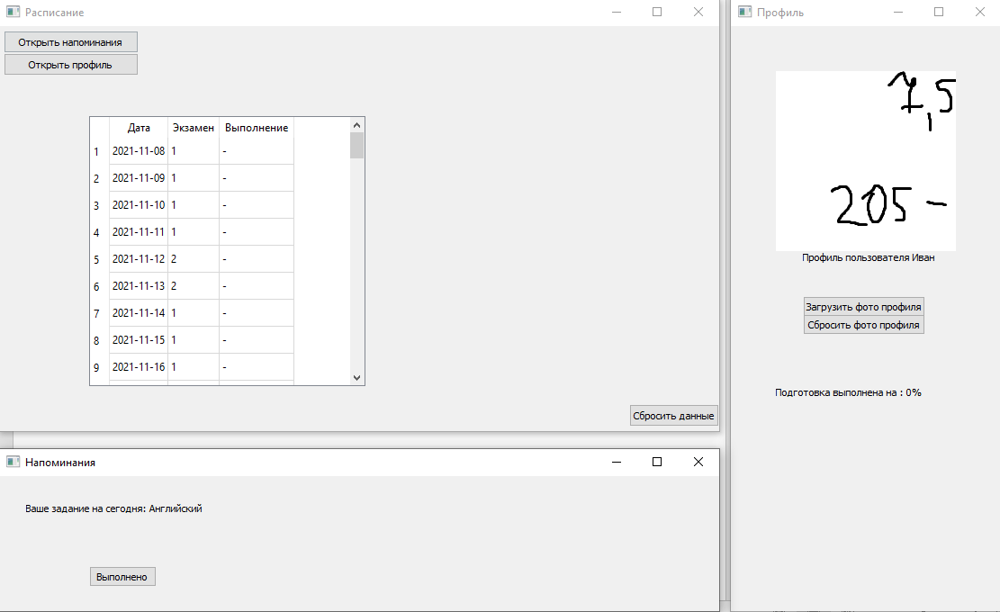 Расписание
Открыть напоминания
Открыть профиль
Дата Экзамен Выполнение
1 2021-11-08 1 -
2 2021-11-09 1 -
3 2021-11-10 1 -
4 2021-11-11 1 -
5 2021-11-12 2 -
6 2021-11-13 2 -
7 2021-11-14 1 -
8 2021-11-15 1 -
9 2021-11-16 1 -
Сбросить данные
Напоминания
Ваше задание на сегодня: Английский
Выполнено
Профиль
7,5
205 -
Профиль пользователя Иван
Загрузить фото профиля
Сбросить фото профиля
Подготовка выполнена на : 0%